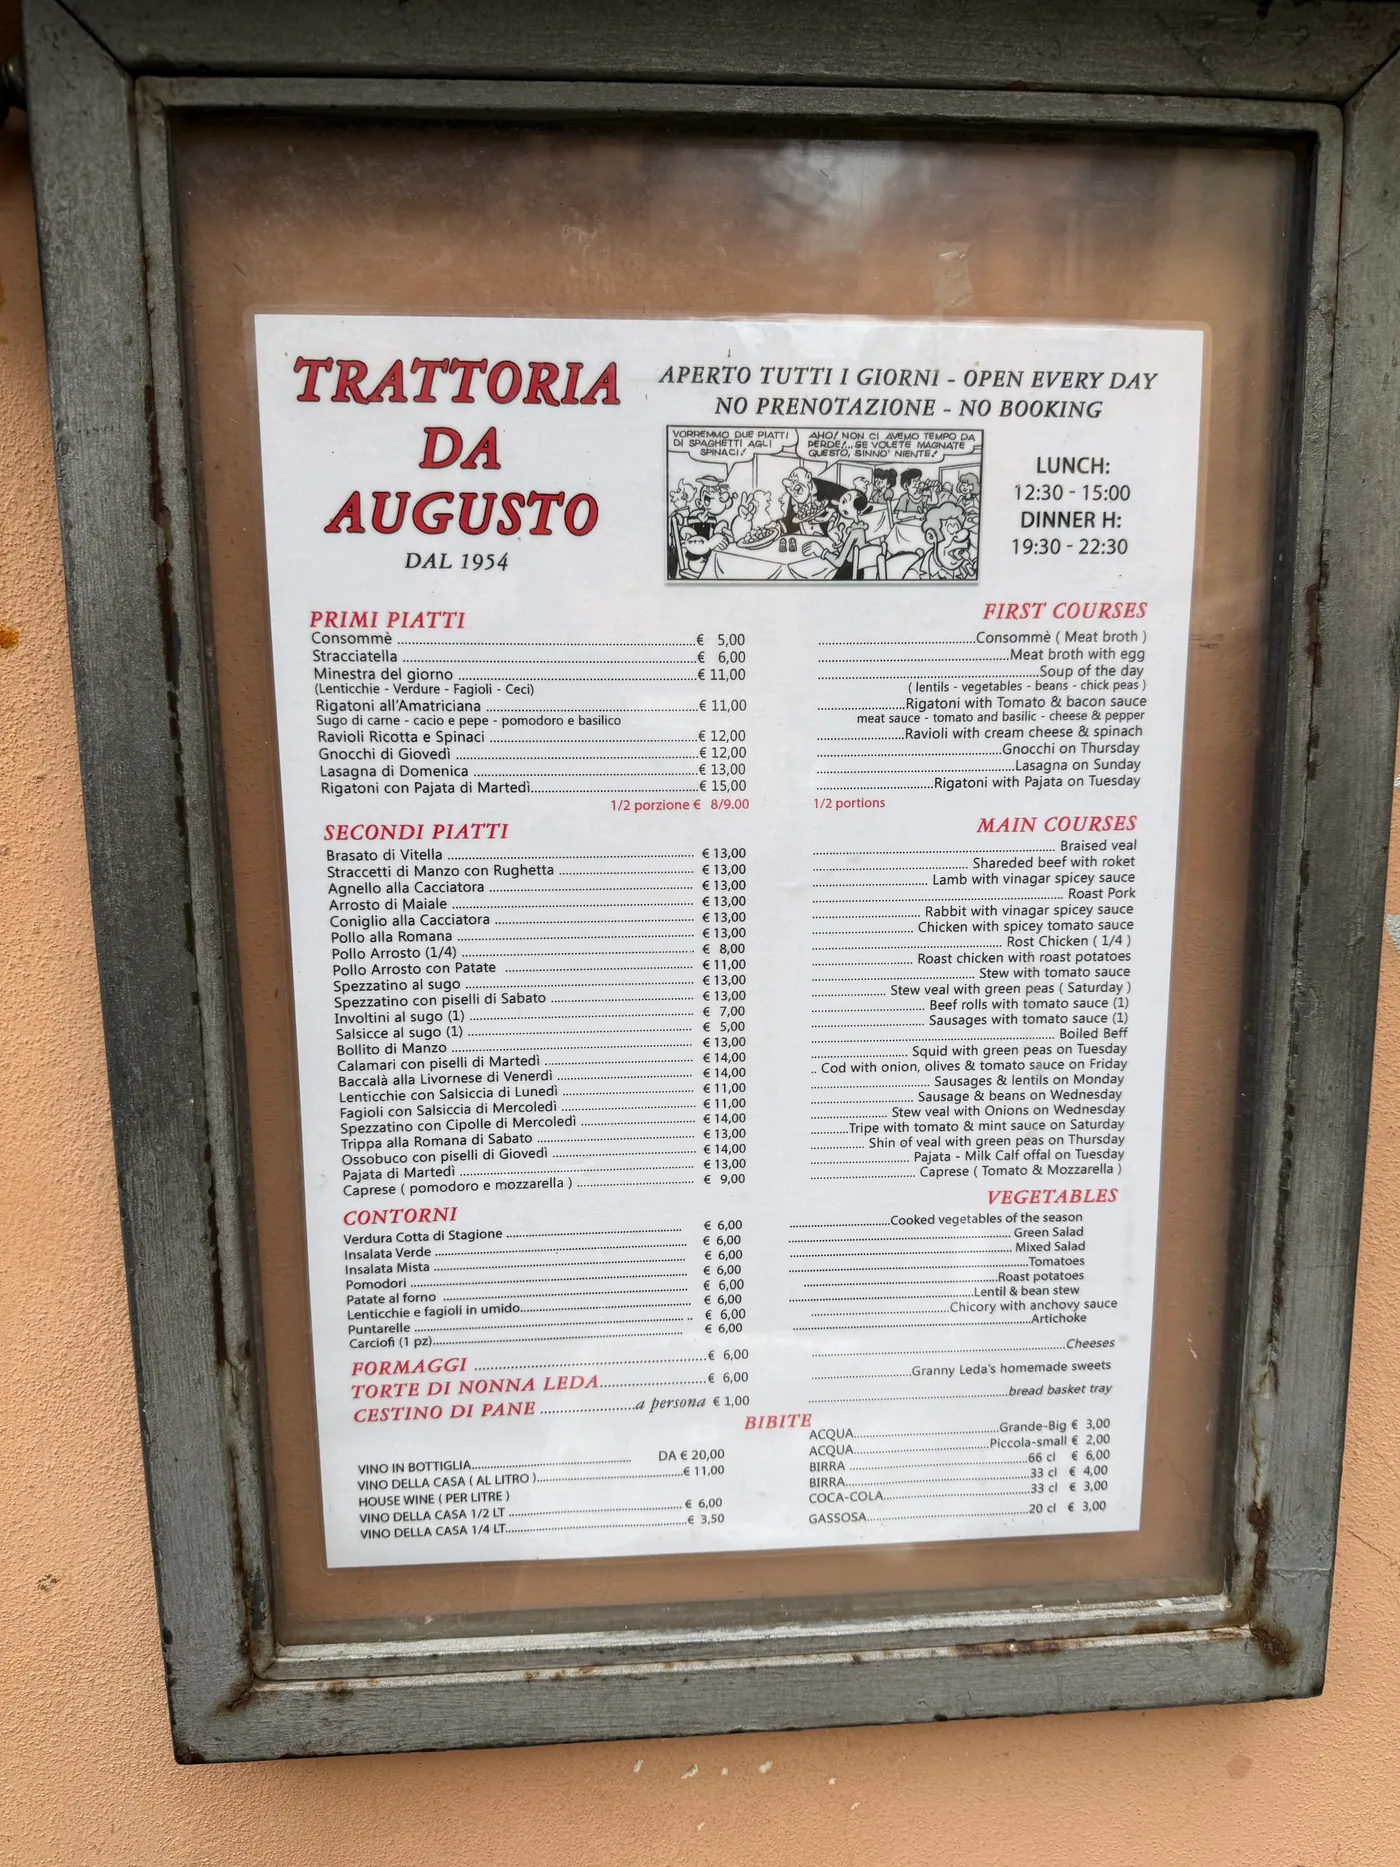 TRATTORIA
DA
AUGUSTO
DAL 1954
APERTO TUTTI I GIORNI - OPEN EVERY DAY
NO PRENOTAZIONE - NO BOOKING
VORREMMO DUE PIATTI
DI SPAGHETTI AGLI
SPINACI!
AHO! NON CI AVEMO TEMPO DA
PERDE!... SE VOLETE MAGNATE
QUESTO, SINNO' NIENTE!
LUNCH:
12:30 - 15:00
DINNER H:
19:30 - 22:30
PRIMI PIATTI
Consommè € 5,00
Stracciatella € 6,00
Minestra del giorno € 11,00
(Lenticchie - Verdure - Fagioli - Ceci)
Rigatoni all'Amatriciana € 11,00
Sugo di carne - cacio e pepe - pomodoro e basilico
Ravioli Ricotta e Spinaci € 12,00
Gnocchi di Giovedì € 12,00
Lasagna di Domenica € 13,00
Rigatoni con Pajata di Martedì € 15,00
1/2 porzione € 8/9.00
FIRST COURSES
Consommè ( Meat broth )
Meat broth with egg
Soup of the day
( lentils - vegetables - beans - chick peas )
Rigatoni with Tomato & bacon sauce
meat sauce - tomato and basilic - cheese & pepper
Ravioli with cream cheese & spinach
Gnocchi on Thursday
Lasagna on Sunday
Rigatoni with Pajata on Tuesday
1/2 portions
SECONDI PIATTI
Brasato di Vitella € 13,00
Straccetti di Manzo con Rughetta € 13,00
Agnello alla Cacciatora € 13,00
Arrosto di Maiale € 13,00
Coniglio alla Cacciatora € 13,00
Pollo alla Romana € 13,00
Pollo Arrosto (1/4) € 8,00
Pollo Arrosto con Patate € 11,00
Spezzatino al sugo € 13,00
Spezzatino con piselli di Sabato € 13,00
Involtini al sugo (1) € 7,00
Salsicce al sugo (1) € 5,00
Bollito di Manzo € 13,00
Calamari con piselli di Martedì € 14,00
Baccalà alla Livornese di Venerdì € 14,00
Lenticchie con Salsiccia di Lunedì € 11,00
Fagioli con Salsiccia di Mercoledì € 11,00
Spezzatino con Cipolle di Mercoledì € 14,00
Trippa alla Romana di Sabato € 13,00
Ossobuco con piselli di Giovedì € 14,00
Pajata di Martedì € 13,00
Caprese ( pomodoro e mozzarella ) € 9,00
MAIN COURSES
Braised veal
Shareded beef with roket
Lamb with vinagar spicey sauce
Roast Pork
Rabbit with vinagar spicey sauce
Chicken with spicey tomato sauce
Rost Chicken ( 1/4 )
Roast chicken with roast potatoes
Stew with tomato sauce
Stew veal with green peas ( Saturday )
Beef rolls with tomato sauce (1)
Sausages with tomato sauce (1)
Boiled Beff
Squid with green peas on Tuesday
Cod with onion, olives & tomato sauce on Friday
Sausages & lentils on Monday
Sausage & beans on Wednesday
Stew veal with Onions on Wednesday
Tripe with tomato & mint sauce on Saturday
Shin of veal with green peas on Thursday
Pajata - Milk Calf offal on Tuesday
Caprese ( Tomato & Mozzarella )
CONTORNI
Verdura Cotta di Stagione € 6,00
Insalata Verde € 6,00
Insalata Mista € 6,00
Pomodori € 6,00
Patate al forno € 6,00
Lenticchie e fagioli in umido € 6,00
Puntarelle € 6,00
Carciofi (1 pz) € 6,00
VEGETABLES
Cooked vegetables of the season
Green Salad
Mixed Salad
Tomatoes
Roast potatoes
Lentil & bean stew
Chicory with anchovy sauce
Artichoke
FORMAGGI € 6,00
TORTE DI NONNA LEDA € 6,00
CESTINO DI PANE a persona € 1,00
Cheeses
Granny Leda's homemade sweets
bread basket tray
BIBITE
VINO IN BOTTIGLIA DA € 20,00
VINO DELLA CASA ( AL LITRO ) € 11,00
HOUSE WINE ( PER LITRE )
VINO DELLA CASA 1/2 LT € 6,00
VINO DELLA CASA 1/4 LT € 3,50
ACQUA Grande-Big € 3,00
ACQUA Piccola-small € 2,00
BIRRA 66 cl € 6,00
BIRRA 33 cl € 4,00
COCA-COLA 33 cl € 3,00
GASSOSA 20 cl € 3,00